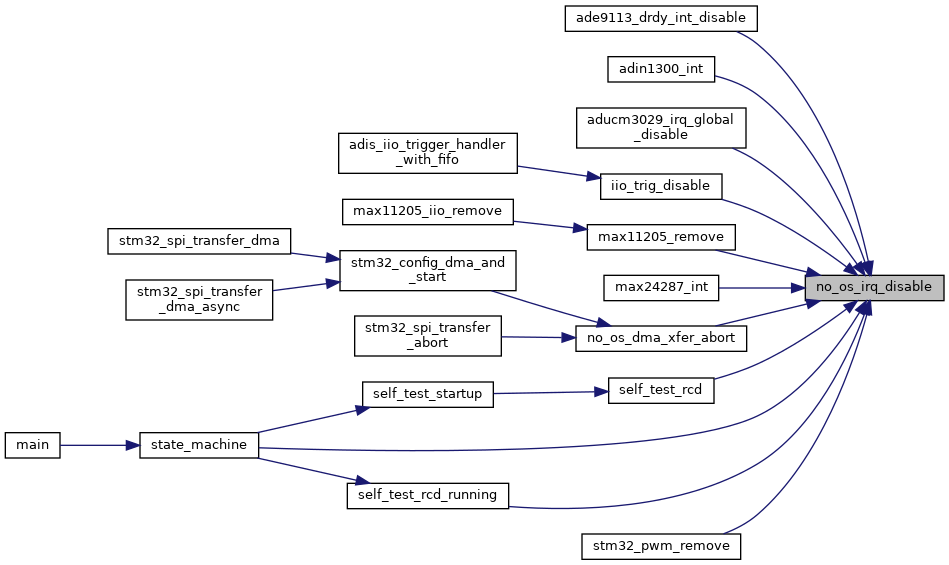 ade9113_drdy_int_disable
adin1300_int
aducm3029_irq_global
_disable
adis_iio_trigger_handler
_with_fifo
iio_trig_disable
max11205_iio_remove
max11205_remove
stm32_spi_transfer_dma
stm32_config_dma_and
_start
stm32_spi_transfer
_dma_async
max24287_int
no_os_irq_disable
stm32_spi_transfer
_abort
no_os_dma_xfer_abort
self_test_startup
self_test_rcd
main
state_machine
self_test_rcd_running
stm32_pwm_remove